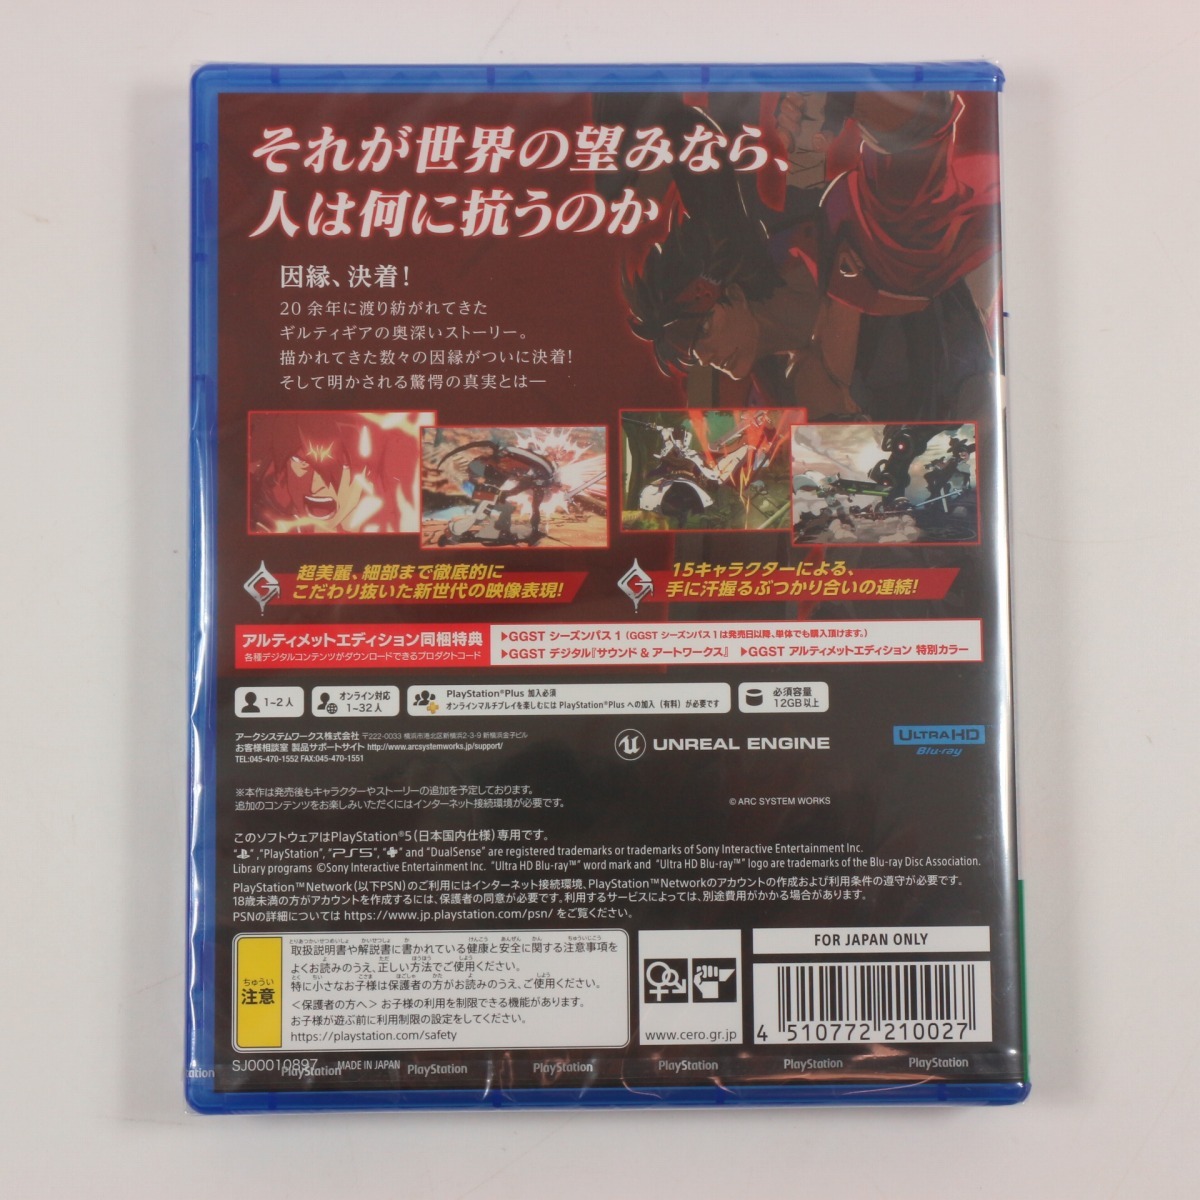 それが世界の望みなら、
人は何に抗うのか
因縁、決着！
20余年に渡り紡がれてきた
ギルティギアの奥深いストーリー。
描かれてきた数々の因縁がついに決着！
そして明かされる驚愕の真実とは―
超美麗、細部まで徹底的に
こだわり抜いた新世代の映像表現！
15キャラクターによる、
手に汗握るぶつかり合いの連続！
アルティメットエディション同梱特典
各種デジタルコンテンツがダウンロードできるプロダクトコード
▶GGST シーズンパス1（GGST シーズンパス1は発売日以降、単体でも購入頂けます。）
▶GGST デジタル『サウンド＆アートワークス』 ▶GGST アルティメットエディション 特別カラー
1~2人
オンライン対応
1~32人
PlayStation®Plus 加入必須
オンラインマルチプレイを楽しむには PlayStation®Plus への加入（有料）が必要です
必須容量
12GB以上
アークシステムワークス株式会社 〒222-0033 横浜市港北区新横浜2-3-9 新横浜金子ビル
お客様相談室 製品サポートサイト http://www.arcsystemworks.jp/support/
TEL:045-470-1552 FAX:045-470-1551
UNREAL ENGINE
ULTRA HD
Blu-ray
※本作は発売後もキャラクターやストーリーの追加を予定しております。
追加のコンテンツをお楽しみいただくにはインターネット接続環境が必要です。
© ARC SYSTEM WORKS
このソフトウェアはPlayStation®5（日本国内仕様）専用です。
" ", "PlayStation", "PS5", " " and "DualSense" are registered trademarks or trademarks of Sony Interactive Entertainment Inc.
Library programs ©Sony Interactive Entertainment Inc. "Ultra HD Blu-ray™" word mark and "Ultra HD Blu-ray™" logo are trademarks of the Blu-ray Disc Association.
PlayStation™Network（以下PSN）のご利用にはインターネット接続環境、PlayStation™Networkのアカウントの作成および利用条件の遵守が必要です。
18歳未満の方がアカウントを作成するには、保護者の同意が必要です。利用するサービスによっては、別途費用がかかる場合があります。
PSNの詳細については https://www.jp.playstation.com/psn/ をご覧ください。
ちゅうい
注意
取扱説明書や解説書に書かれている健康と安全に関する注意事項を
よくお読みのうえ、正しい方法でご使用ください。
特に小さなお子様は保護者の方がお読みのうえ、ご使用ください。
＜保護者の方へ＞お子様の利用を制限できる機能があります。
お子様が遊ぶ前に利用制限の設定をしてください。
https://playstation.com/safety
www.cero.gr.jp
FOR JAPAN ONLY
4 510772 210027
SJ00010897 MADE IN JAPAN
PlayStation PlayStation PlayStation PlayStation PlayStation PlayStation